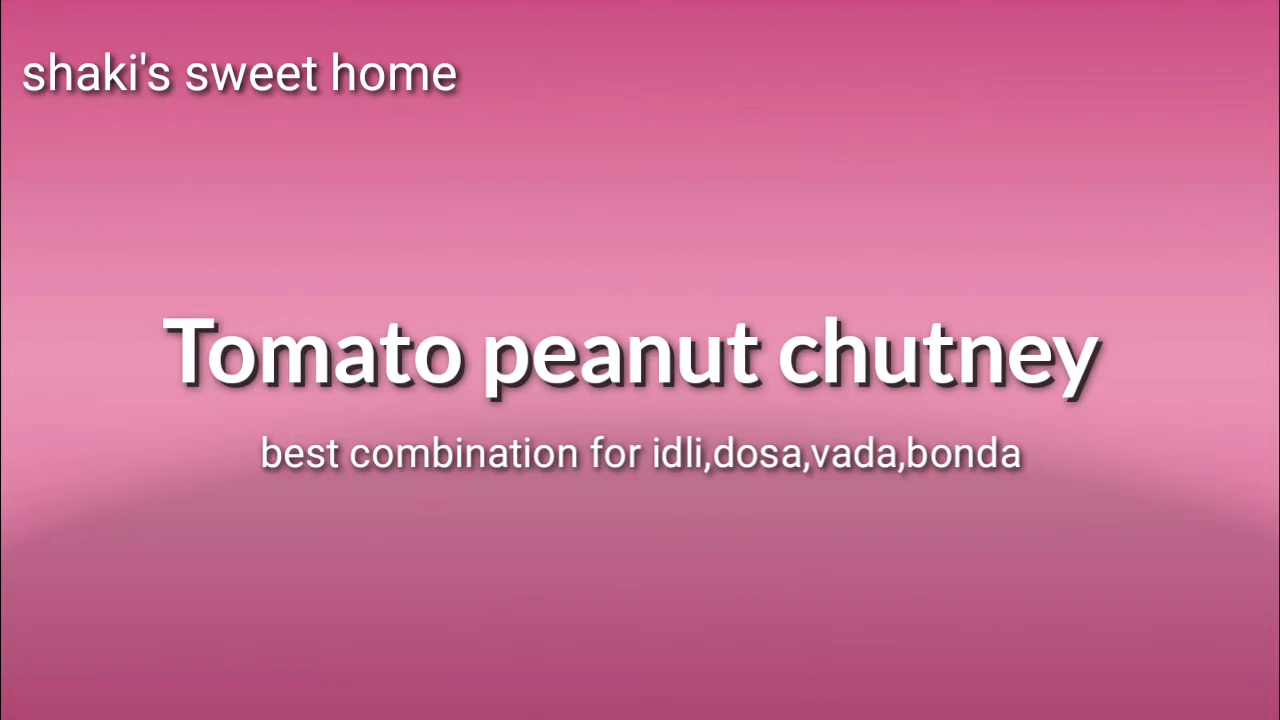 shaki's sweet home
Tomato peanut chutney
best combination for idli,dosa,vada,bonda